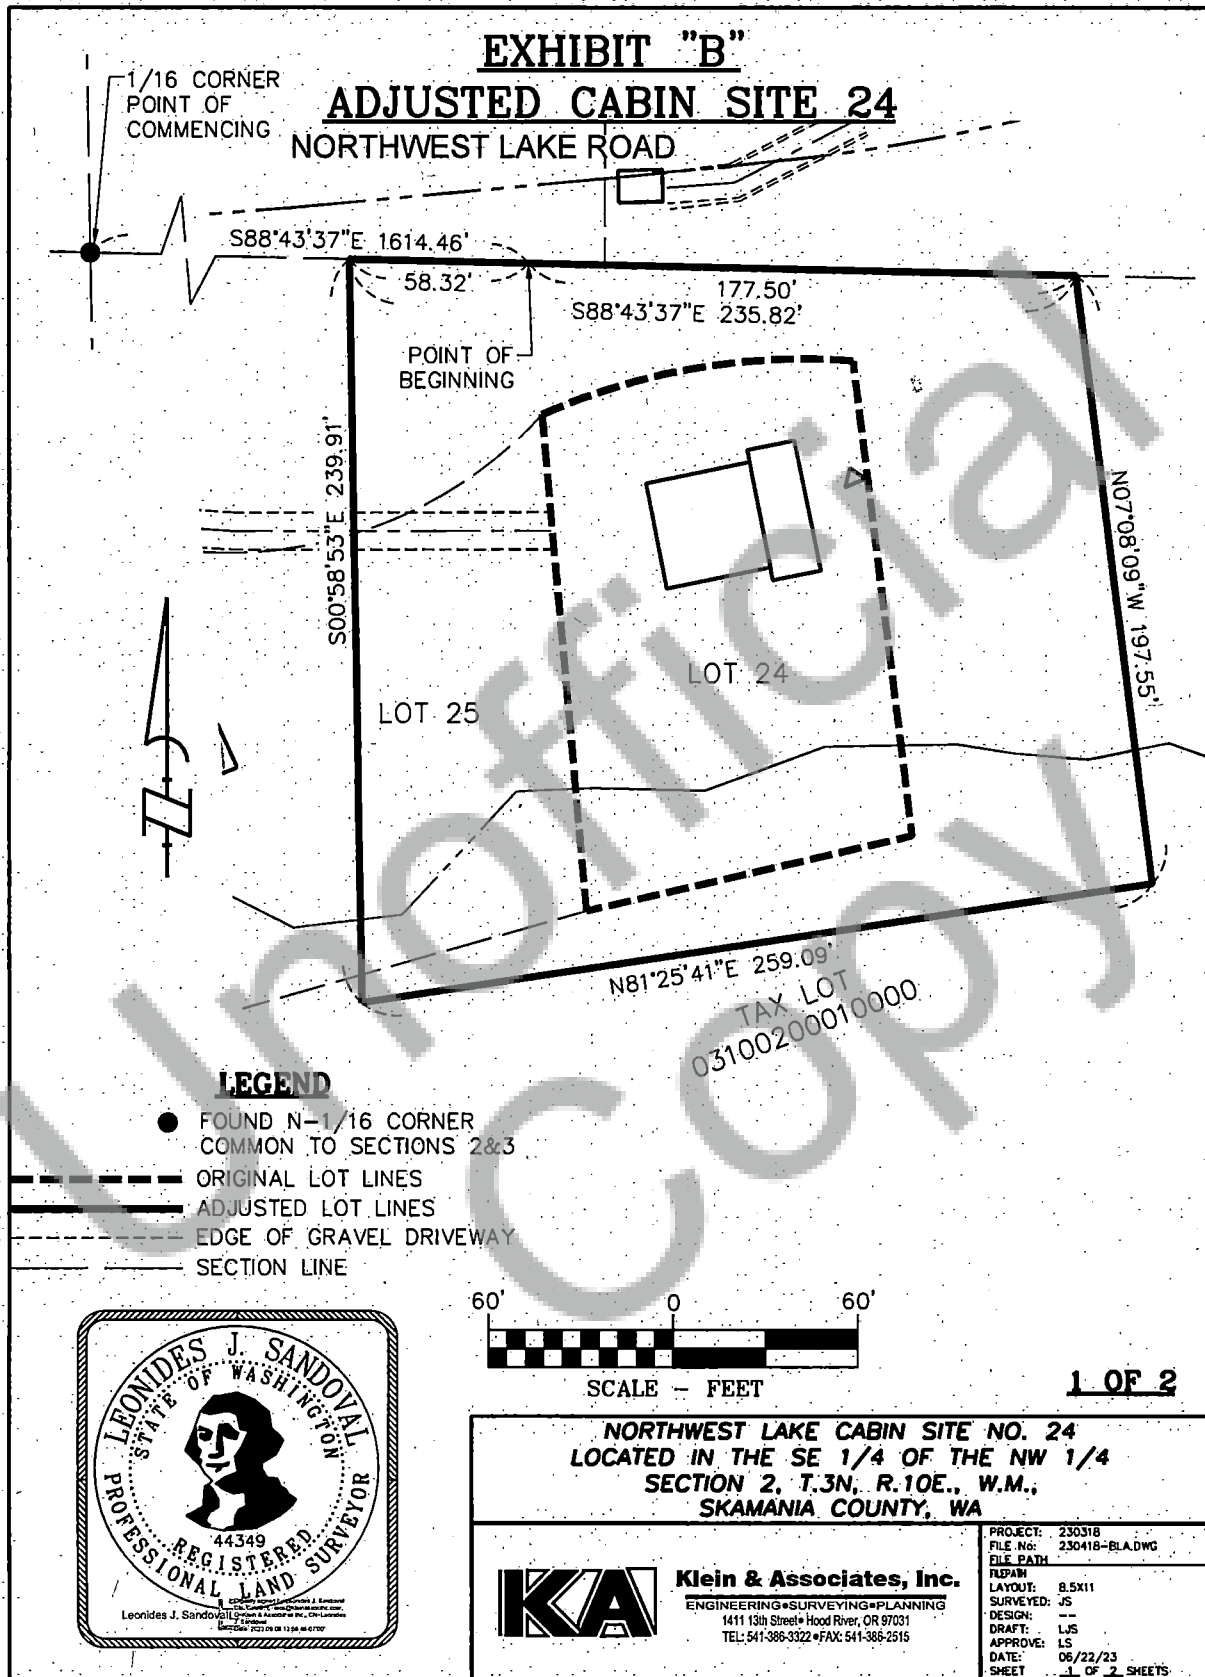 EXHIBIT "B"
ADJUSTED CABIN SITE 24
1/16 CORNER
POINT OF
COMMENCING
NORTHWEST LAKE ROAD
S88°43'37"E 1614.46'
58.32'
177.50'
S88°43'37"E 235.82'
POINT OF
BEGINNING
S00°58'53"E 239.91'
N07°08'09"W 197.55'
LOT 24
LOT 25
N81°25'41"E 259.09'
TAX LOT
03100200010000
Unofficial
Copy
LEGEND
FOUND N-1/16 CORNER
COMMON TO SECTIONS 2&3
ORIGINAL LOT LINES
ADJUSTED LOT LINES
EDGE OF GRAVEL DRIVEWAY
SECTION LINE
60' 0 60'
SCALE - FEET
1 OF 2
LEONIDES J. SANDOVAL
STATE OF WASHINGTON
44349
REGISTERED
PROFESSIONAL LAND SURVEYOR
Leonides J. Sandoval
NORTHWEST LAKE CABIN SITE NO. 24
LOCATED IN THE SE 1/4 OF THE NW 1/4
SECTION 2, T.3N, R.10E., W.M.,
SKAMANIA COUNTY, WA
KA
Klein & Associates, Inc.
ENGINEERING•SURVEYING•PLANNING
1411 13th Street• Hood River, OR 97031
TEL: 541-386-3322 •FAX: 541-386-2515
PROJECT: 230318
FILE No: 230418-BLA.DWG
FILE PATH
FILEPATH
LAYOUT: 8.5X11
SURVEYED: JS
DESIGN: --
DRAFT: LJS
APPROVE: LS
DATE: 06/22/23
SHEET 1 OF 2 SHEETS